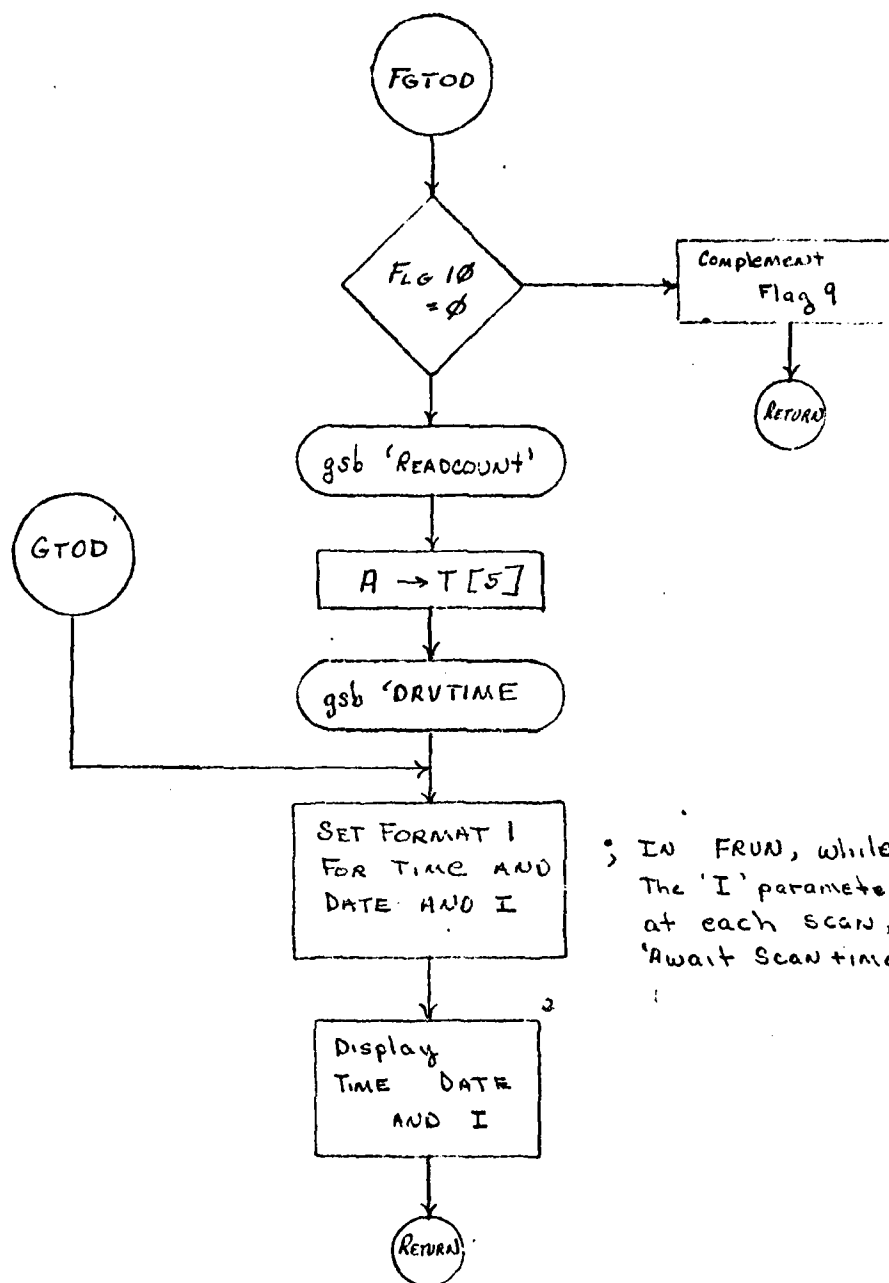 FGTOD
FLG 1Ø
= Ø
Complement
Flag 9
RETURN
gsb 'READCOUNT'
GTOD
A → T [5]
gsb 'DRVTIME
SET FORMAT 1
FOR TIME AND
DATE AND I
; IN FRUN, while
The 'I' paramete
at each scan,
'Await Scan time
Display
TIME DATE
AND I
RETURN